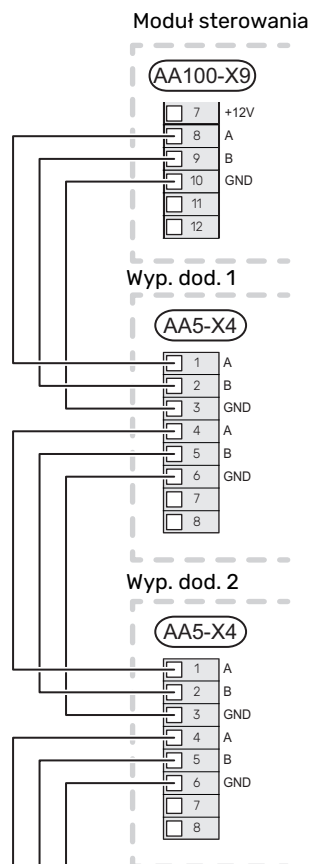 Moduł sterowania
AA100-X9
7 +12V
8 A
9 B
10 GND
11
12
Wyp. dod. 1
AA5-X4
1 A
2 B
3 GND
4 A
5 B
6 GND
7
8
Wyp. dod. 2
AA5-X4
1 A
2 B
3 GND
4 A
5 B
6 GND
7
8